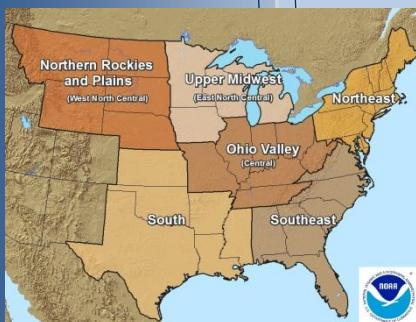 Northern Rockies
and Plains
(West North Central)
Upper Midwest
(East North Central)
Northeast
Ohio Valley
(Central)
South
Southeast
NOAA